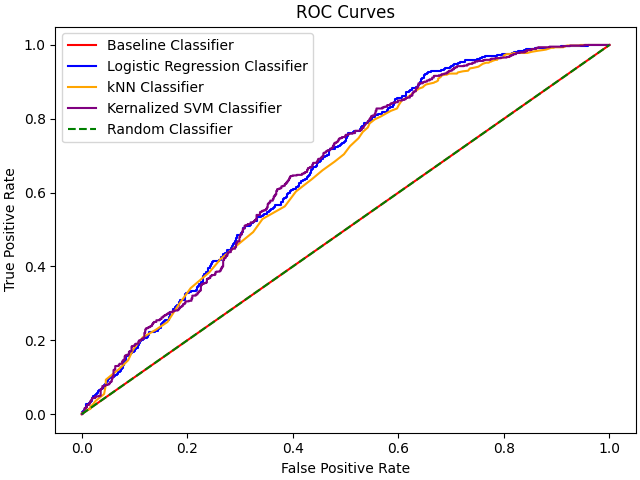 ROC Curves
Baseline Classifier
Logistic Regression Classifier
kNN Classifier
Kernalized SVM Classifier
Random Classifier
True Positive Rate
1.0
0.8
0.6
0.4
0.2
0.0
0.0 0.2 0.4 0.6 0.8 1.0
False Positive Rate